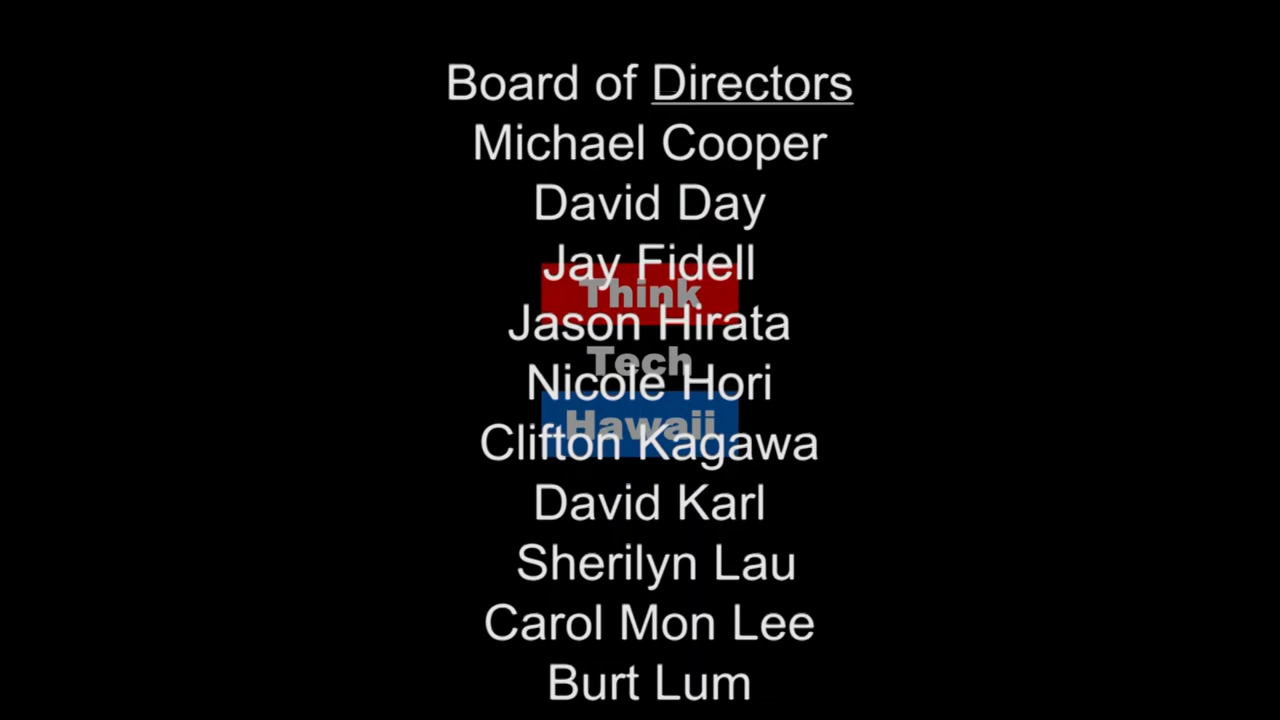 Board of Directors
Michael Cooper
David Day
Jay Fidell
Think
Jason Hirata
Tech
Nicole Hori
Hawaii
Clifton Kagawa
David Karl
Sherilyn Lau
Carol Mon Lee
Burt Lum